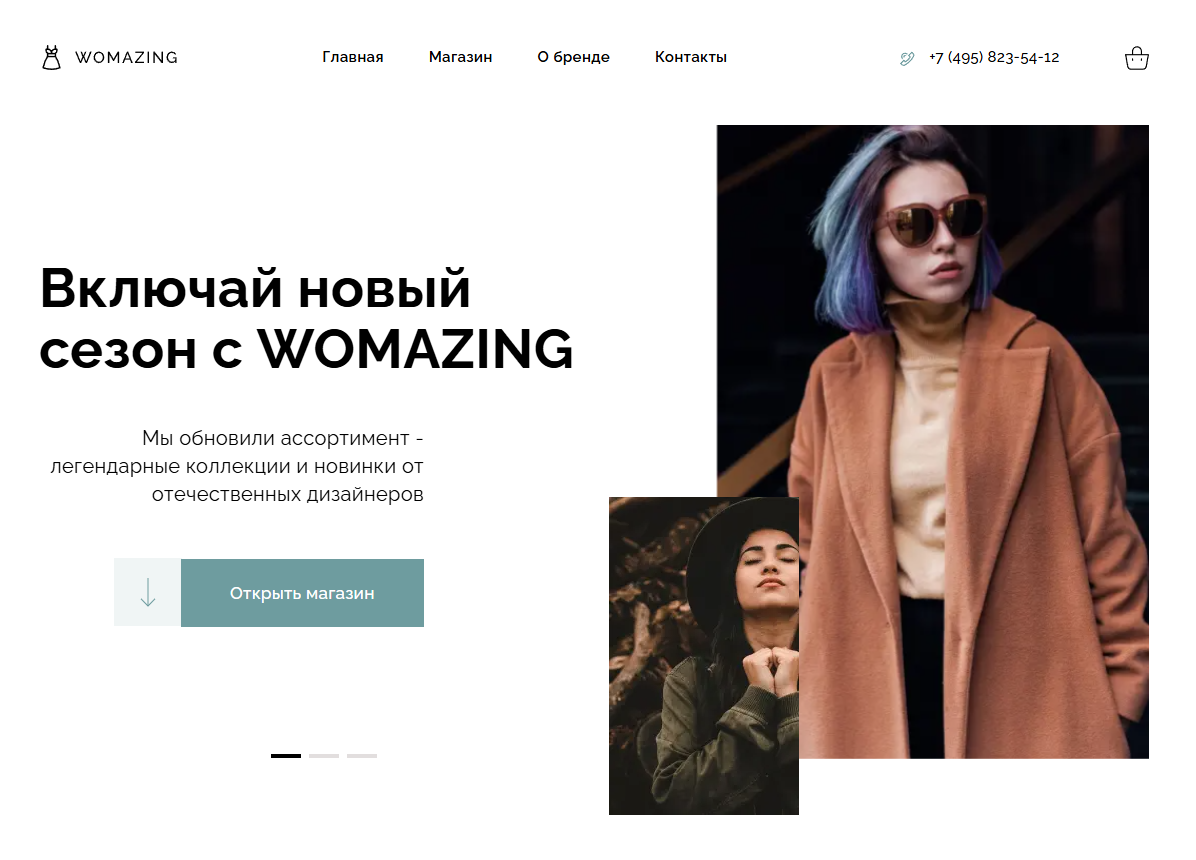 WOMAZING
Главная
Магазин
О бренде
Контакты
+7 (495) 823-54-12
Включай новый
сезон с WOMAZING
Мы обновили ассортимент -
легендарные коллекции и новинки от
отечественных дизайнеров
Открыть магазин